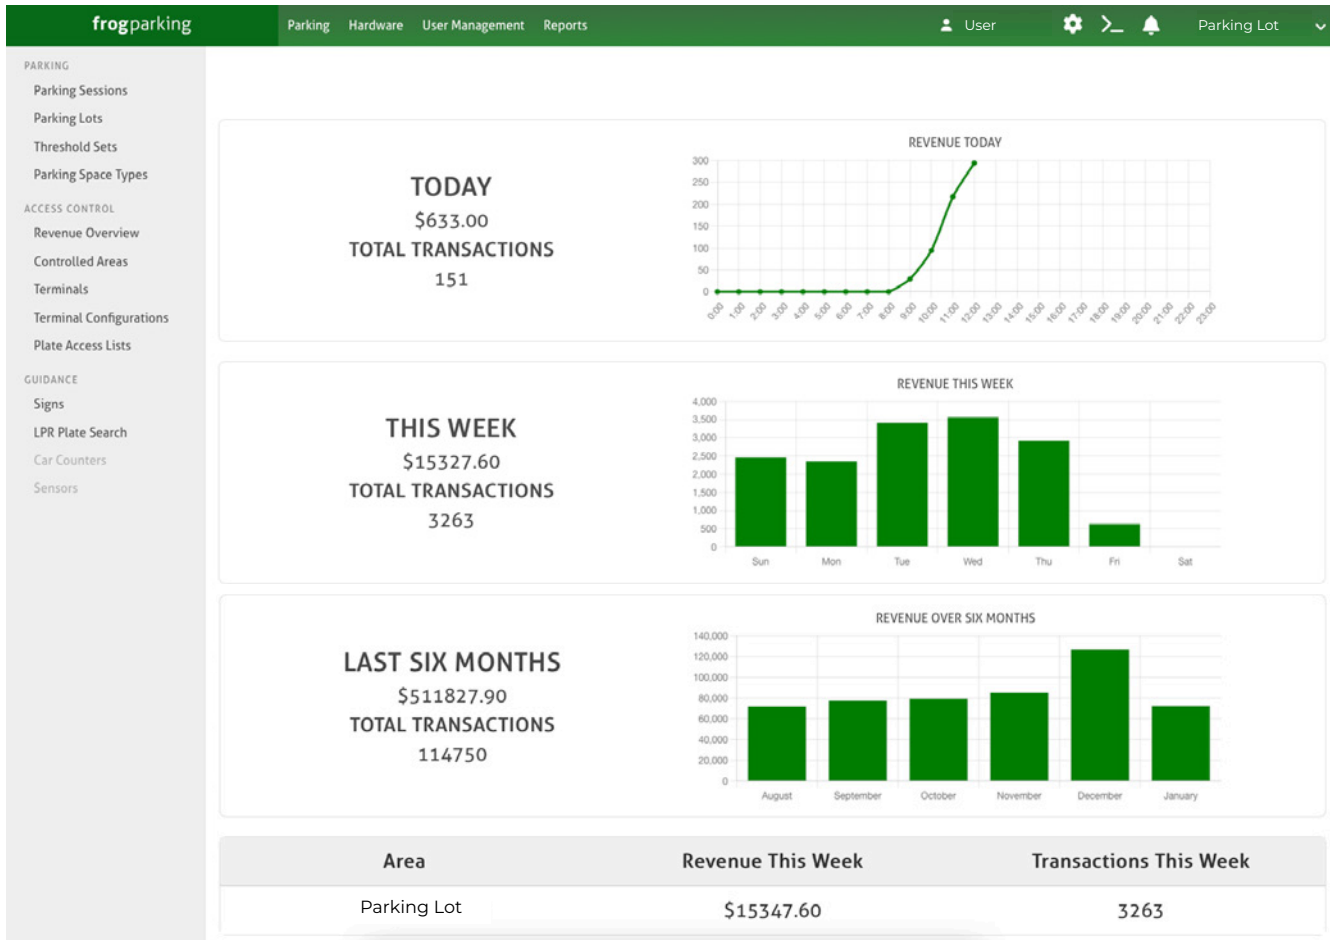 frogparking Parking Hardware User Management Reports User Parking Lot
PARKING
Parking Sessions
Parking Lots
Threshold Sets
Parking Space Types
ACCESS CONTROL
Revenue Overview
Controlled Areas
Terminals
Terminal Configurations
Plate Access Lists
GUIDANCE
Signs
LPR Plate Search
Car Counters
Sensors
TODAY
$633.00
TOTAL TRANSACTIONS
151
REVENUE TODAY
300
250
200
150
100
50
0
0:00 1:00 2:00 3:00 4:00 5:00 6:00 7:00 8:00 9:00 10:00 11:00 12:00 13:00 14:00 15:00 16:00 17:00 18:00 19:00 20:00 21:00 22:00 23:00
THIS WEEK
$15327.60
TOTAL TRANSACTIONS
3263
REVENUE THIS WEEK
4,000
3,500
3,000
2,500
2,000
1,500
1,000
500
0
Sun Mon Tue Wed Thu Fri Sat
LAST SIX MONTHS
$511827.90
TOTAL TRANSACTIONS
114750
REVENUE OVER SIX MONTHS
140,000
120,000
100,000
80,000
60,000
40,000
20,000
0
August September October November December January
Area Revenue This Week Transactions This Week
Parking Lot $15347.60 3263